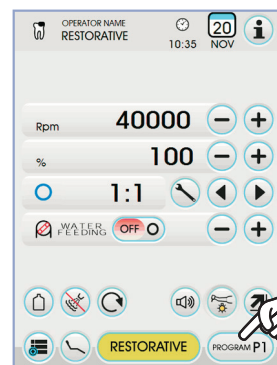 OPERATOR NAME
RESTORATIVE
10:35
20
NOV
i
Rpm 40000 − +
% 100 − +
1:1
WATER FEEDING OFF − +
RESTORATIVE PROGRAM P1